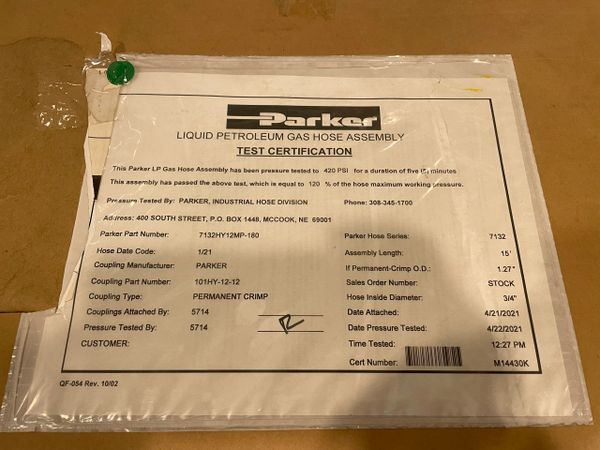 Parker
LIQUID PETROLEUM GAS HOSE ASSEMBLY
TEST CERTIFICATION
This Parker LP Gas Hose Assembly has been pressure tested to 420 PSI for a duration of five (5) minutes
This assembly has passed the above test, which is equal to 120 % of the hose maximum working pressure.
Pressure Tested By: PARKER, INDUSTRIAL HOSE DIVISION Phone: 308-345-1700
Address: 400 SOUTH STREET, P.O. BOX 1448, MCCOOK, NE 69001
Parker Part Number: 7132HY12MP-180 Parker Hose Series: 7132
Hose Date Code: 1/21 Assembly Length: 15'
Coupling Manufacturer: PARKER If Permanent-Crimp O.D.: 1.27"
Coupling Part Number: 101HY-12-12 Sales Order Number: STOCK
Coupling Type: PERMANENT CRIMP Hose Inside Diameter: 3/4"
Couplings Attached By: 5714 Date Attached: 4/21/2021
Pressure Tested By: 5714 Date Pressure Tested: 4/22/2021
CUSTOMER: Time Tested: 12:27 PM
Cert Number: M14430K
QF-054 Rev. 10/02